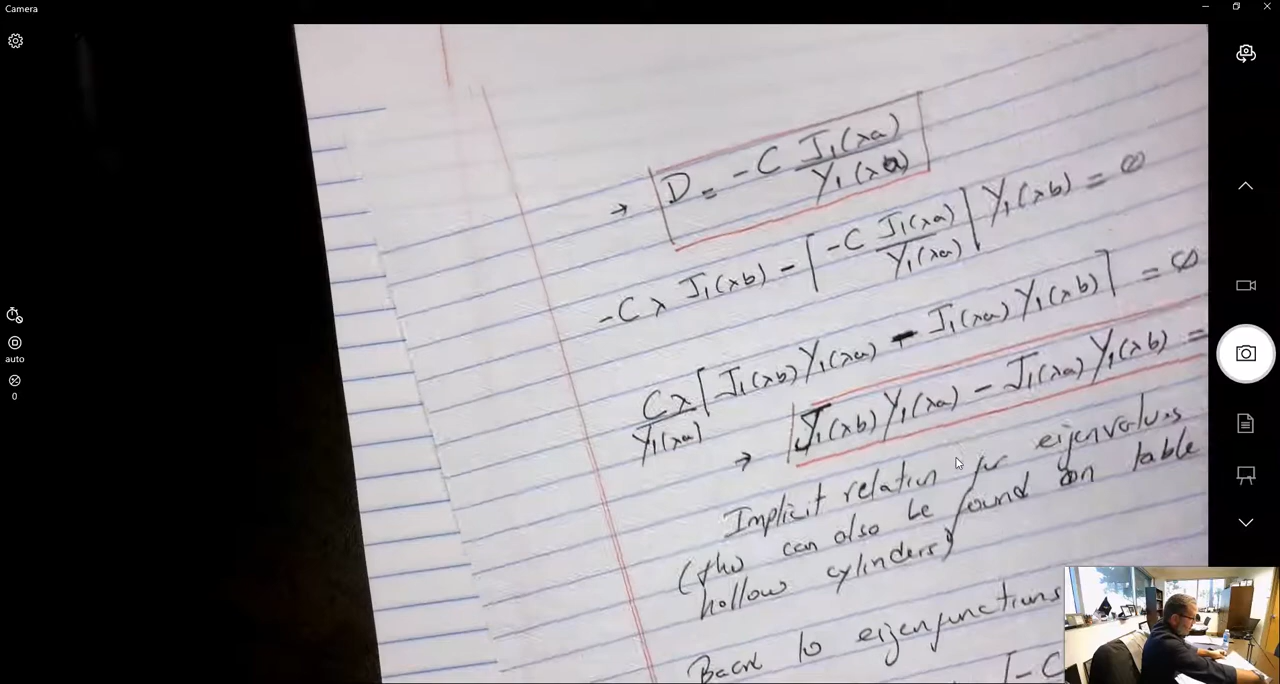 Camera
→ D = -C J₁(λa) / Y₁(λa)
-Cλ J₁(λb) - [-C J₁(λa) / Y₁(λa)] Y₁(λb) = 0
Cλ / Y₁(λa) [J₁(λb) Y₁(λa) - J₁(λa) Y₁(λb)] = 0
→ J₁(λb) Y₁(λa) - J₁(λa) Y₁(λb) =
Implicit relation for eigenvalues
(this can also be found on table
hollow cylinders)
Back to eigenfunctions
[-C
auto
0